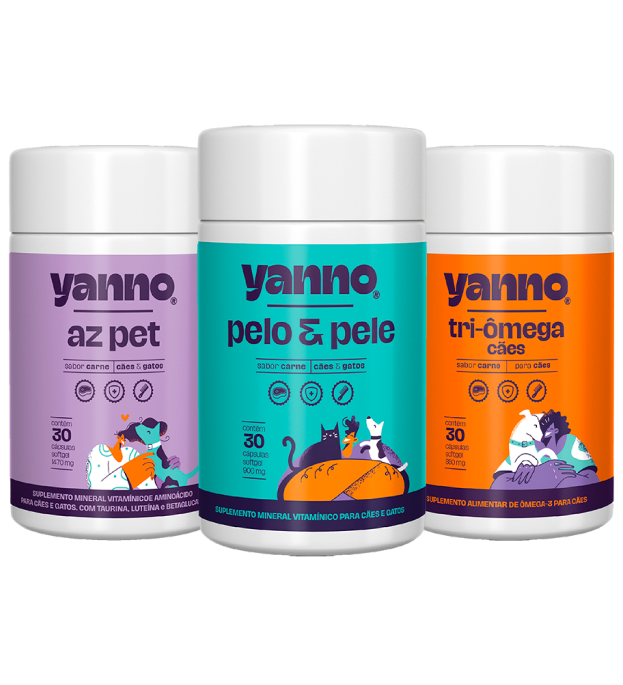 yanno®
az pet
sabor carne | cães & gatos
contém
30
cápsulas
softgel
1470 mg
SUPLEMENTO MINERAL VITAMÍNICO E AMINOÁCIDO
PARA CÃES E GATOS. COM TAURINA, LUTEÍNA e BETAGLUCA
yanno®
pelo & pele
sabor carne | cães & gatos
contém
30
cápsulas
softgel
900 mg
SUPLEMENTO MINERAL VITAMÍNICO PARA CÃES E GATOS
yanno®
tri-ômega
cães
sabor carne | para cães
contém
30
cápsulas
softgel
860 mg
SUPLEMENTO ALIMENTAR DE ÔMEGA-3 PARA CÃES